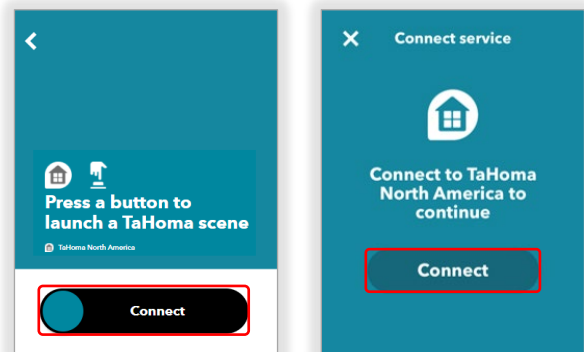 Press a button to
launch a TaHoma scene
TaHoma North America
Connect
Connect service
Connect to TaHoma
North America to
continue
Connect